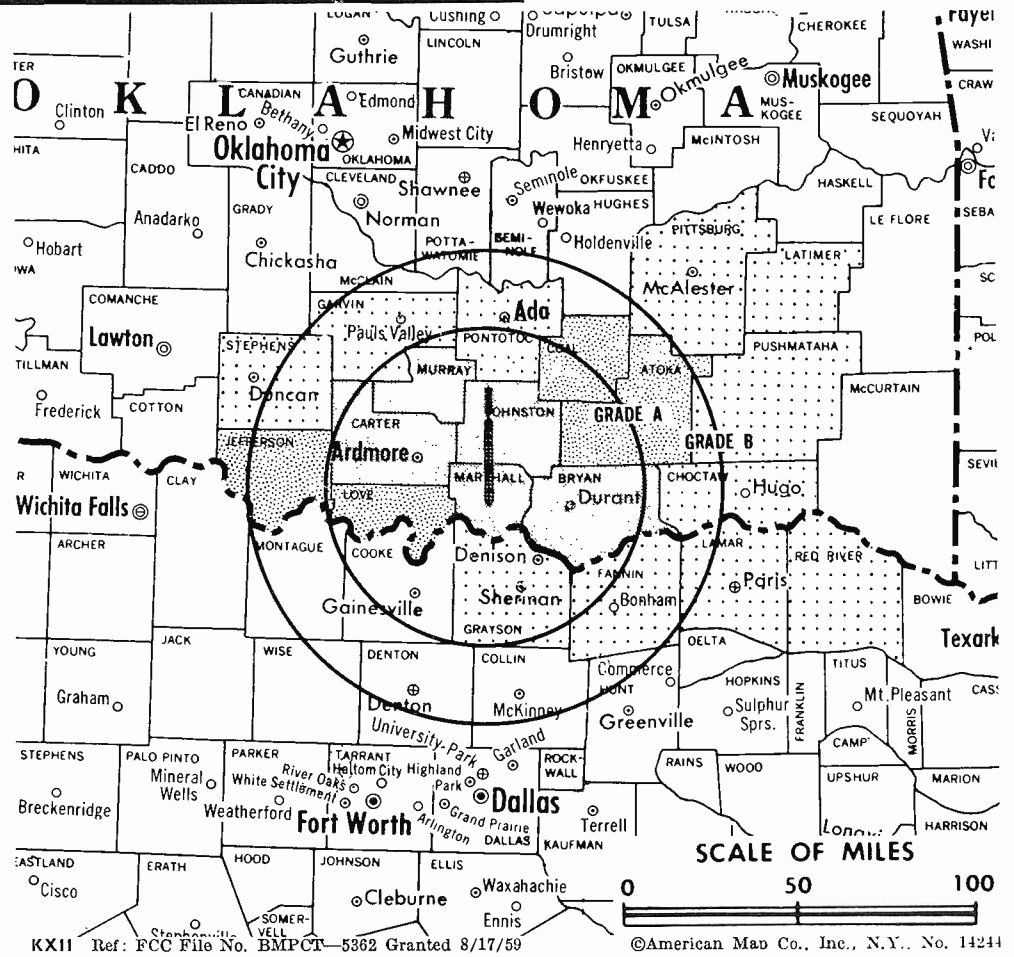 LOGAN
Cushing
Drumright
TULSA
CHEROKEE
Guthrie
LINCOLN
Bristow
OKMULGEE
Okmulgee
Muskogee
WASHI
CRAW
OKLAHOMA
Clinton
CANADIAN
Bethany
Edmond
MUS-
KOGEE
SEQUOYAH
El Reno
Midwest City
Oklahoma
City
OKLAHOMA
Henryetta
McINTOSH
HITA
CADDO
CLEVELAND
Shawnee
Seminole
OKFUSKEE
HASKELL
Norman
Wewoka
HUGHES
SEBA
Anadarko
GRADY
LE FLORE
Hobart
Chickasha
POTTA-
WATOMIE
SEMI-
NOLE
Holdenville
PITTSBURG
LATIMER
McCLAIN
McAlester
COMANCHE
GARVIN
Ada
Lawton
Pauls Valley
PONTOTOC
STEPHENS
COAL
PUSHMATAHA
POL
TILLMAN
MURRAY
ATOKA
McCURTAIN
Duncan
Frederick
COTTON
CARTER
JOHNSTON
GRADE A
GRADE B
JEFFERSON
Ardmore
SEVIE
R
WICHITA
CLAY
LOVE
MARSHALL
BRYAN
CHOCTAW
Wichita Falls
Durant
Hugo
ARCHER
MONTAGUE
COOKE
Denison
LAMAR
RED RIVER
LITT
FANNIN
Sherman
Bonham
Paris
Gainesville
BOWIE
GRAYSON
Texark
YOUNG
JACK
WISE
DENTON
COLLIN
DELTA
Commerce
TITUS
Graham
HUNT
HOPKINS
Denton
McKinney
Greenville
Sulphur
Sprs.
FRANKLIN
Mt. Pleasant
MORRIS
CASS
University Park
Garland
CAMP
STEPHENS
PALO PINTO
PARKER
TARRANT
ROCK-
WALL
RAINS
WOOD
UPSHUR
MARION
Mineral
Wells
River Oaks
Haltom City
Highland
Park
White Settlement
Breckenridge
Weatherford
Fort Worth
Arlington
Grand Prairie
Dallas
DALLAS
Terrell
KAUFMAN
HARRISON
EASTLAND
ERATH
HOOD
JOHNSON
ELLIS
SCALE OF MILES
Cisco
Cleburne
Waxahachie
0 50 100
Ennis
SOMER-
VELL
KX11 Ref: FCC File No. BMPCT—5362 Granted 8/17/59 ©American Map Co., Inc., N.Y., No. 14244